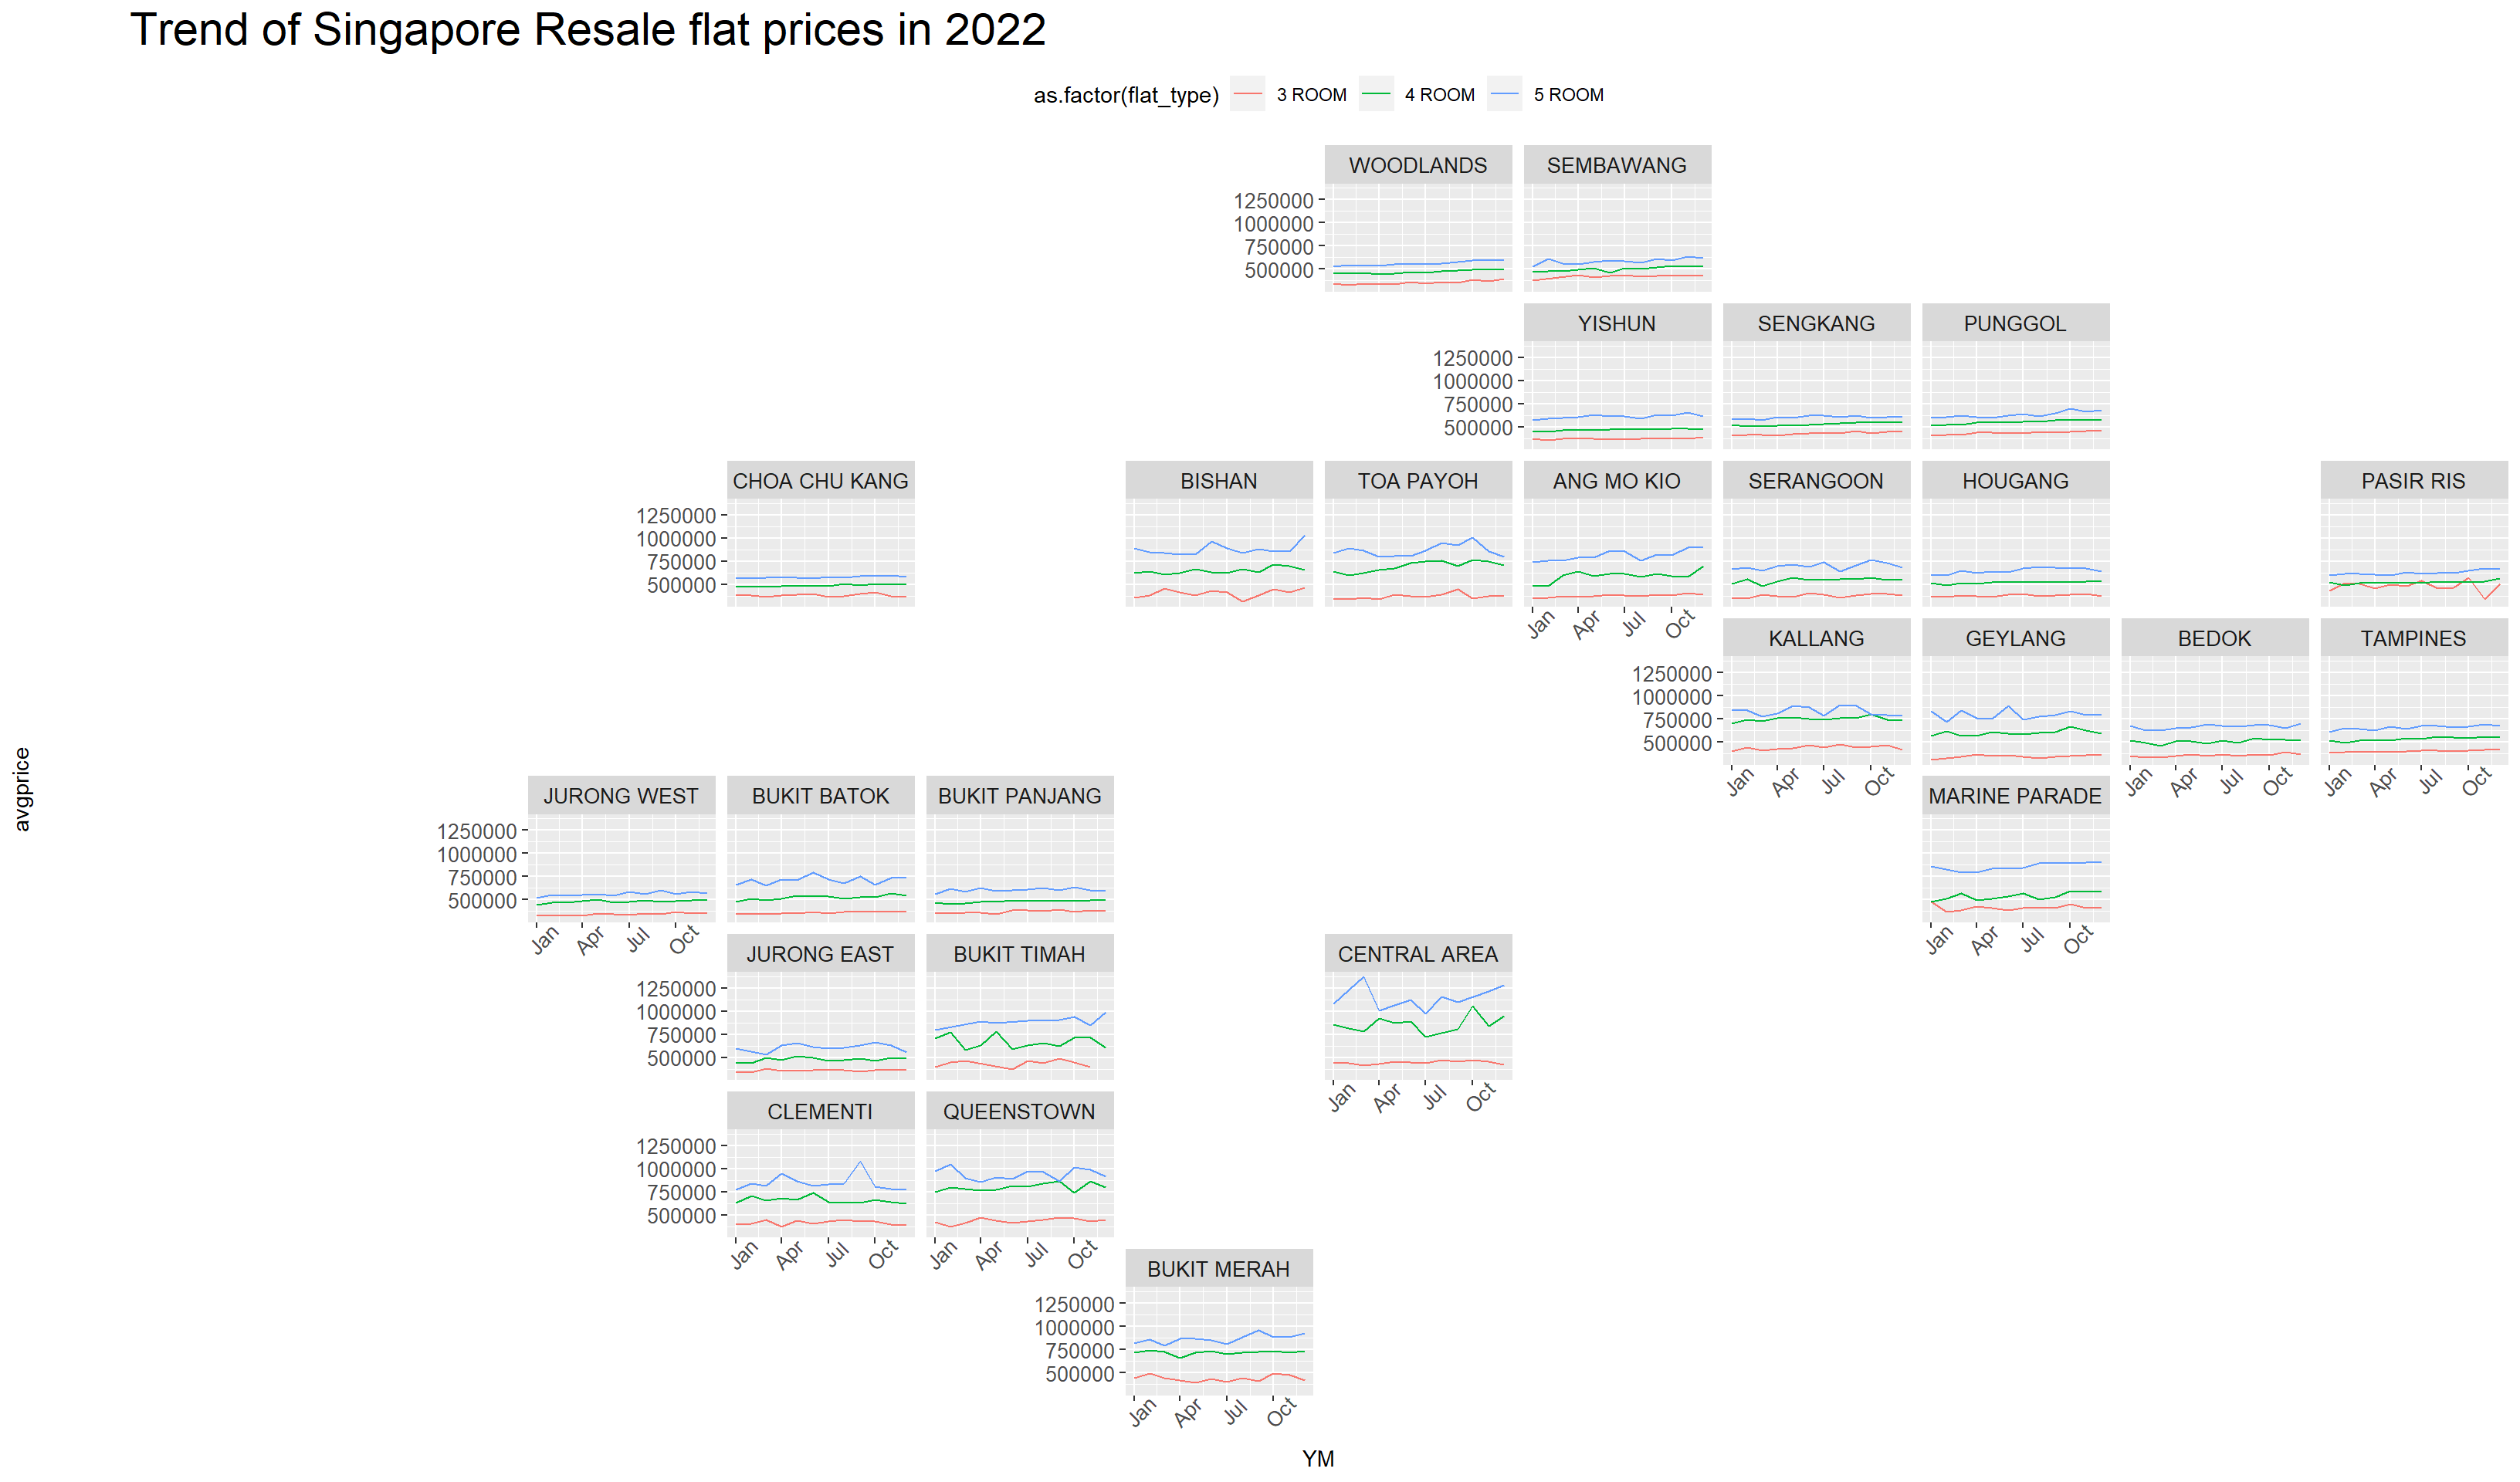 Trend of Singapore Resale flat prices in 2022
as.factor(flat_type) 3 ROOM 4 ROOM 5 ROOM
WOODLANDS SEMBAWANG
1250000
1000000
750000
500000
YISHUN SENGKANG PUNGGOL
1250000
1000000
750000
500000
CHOA CHU KANG BISHAN TOA PAYOH ANG MO KIO SERANGOON HOUGANG PASIR RIS
1250000
1000000
750000
500000
Jan Apr Jul Oct
KALLANG GEYLANG BEDOK TAMPINES
1250000
1000000
750000
500000
Jan Apr Jul Oct Jan Apr Jul Oct Jan Apr Jul Oct
avgprice
JURONG WEST BUKIT BATOK BUKIT PANJANG MARINE PARADE
1250000
1000000
750000
500000
Jan Apr Jul Oct Jan Apr Jul Oct
JURONG EAST BUKIT TIMAH CENTRAL AREA
1250000
1000000
750000
500000
Jan Apr Jul Oct
CLEMENTI QUEENSTOWN
1250000
1000000
750000
500000
Jan Apr Jul Oct Jan Apr Jul Oct
BUKIT MERAH
1250000
1000000
750000
500000
Jan Apr Jul Oct
YM